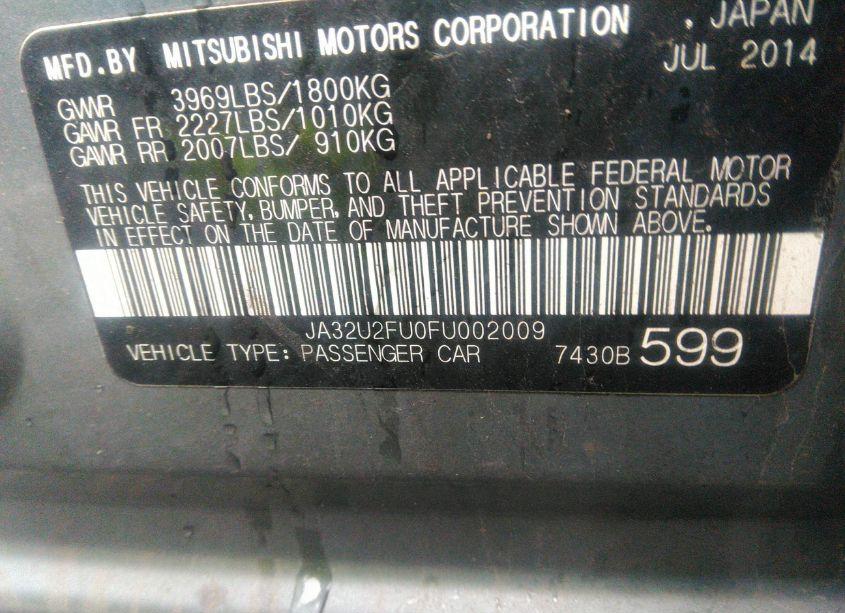 MFD.BY MITSUBISHI MOTORS CORPORATION . JAPAN
JUL 2014
GVWR 3969LBS/1800KG
GAWR FR 2227LBS/1010KG
GAWR RR 2007LBS/ 910KG
THIS VEHICLE CONFORMS TO ALL APPLICABLE FEDERAL MOTOR
VEHICLE SAFETY, BUMPER, AND THEFT PREVENTION STANDARDS
IN EFFECT ON THE DATE OF MANUFACTURE SHOWN ABOVE.
JA32U2FU0FU002009
VEHICLE TYPE: PASSENGER CAR 7430B 599